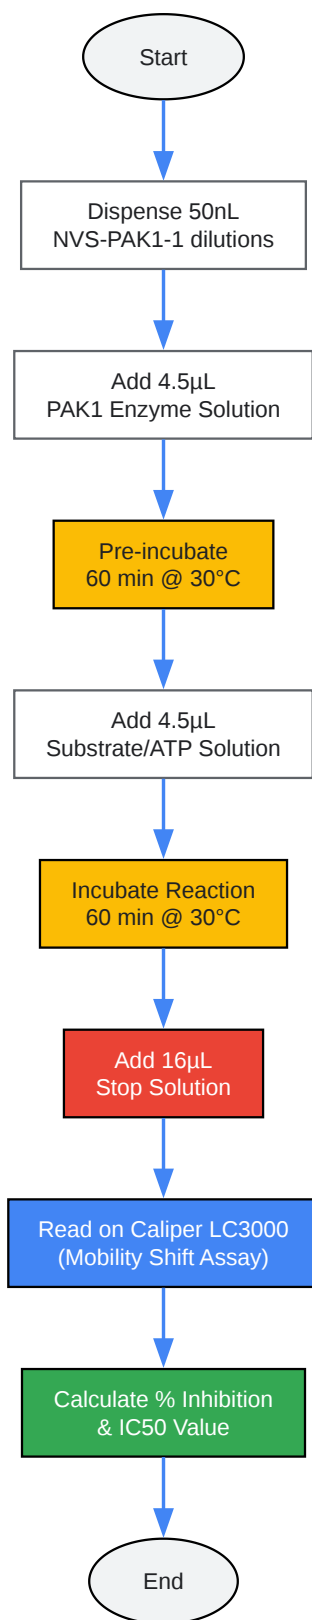 Start
Dispense 50nL
NVS-PAK1-1 dilutions
Add 4.5µL
PAK1 Enzyme Solution
Pre-incubate
60 min @ 30°C
Add 4.5µL
Substrate/ATP Solution
Incubate Reaction
60 min @ 30°C
Add 16µL
Stop Solution
Read on Caliper LC3000
(Mobility Shift Assay)
Calculate % Inhibition
& IC50 Value
End